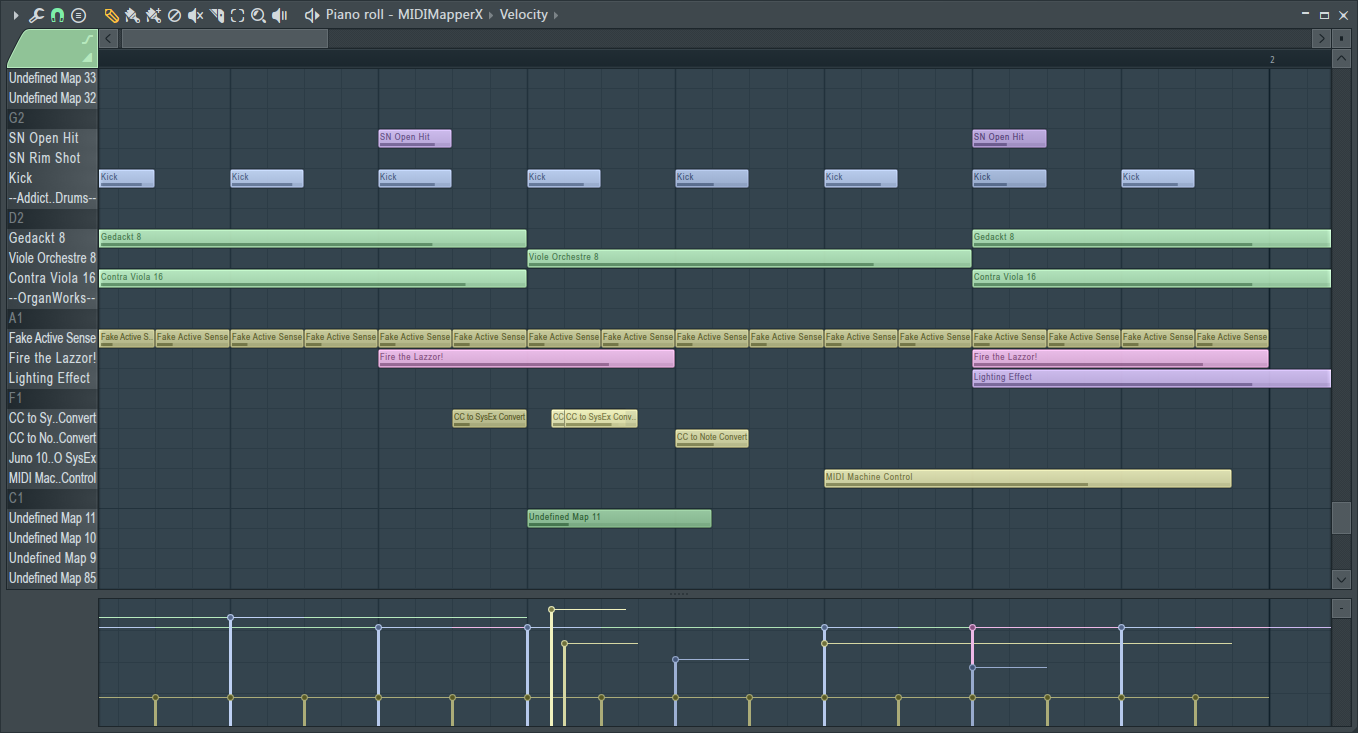 Piano roll - MIDIMapperX Velocity
2
Undefined Map 33
Undefined Map 32
G2
SN Open Hit SN Open Hit SN Open Hit
SN Rim Shot
Kick Kick Kick Kick Kick Kick Kick Kick Kick
--Addict..Drums--
D2
Gedackt 8 Gedackt 8 Gedackt 8
Viole Orchestre 8 Viole Orchestre 8
Contra Viola 16 Contra Viola 16 Contra Viola 16
--OrganWorks--
A1
Fake Active Sense Fake Active S... Fake Active Sense Fake Active Sense Fake Active Sense Fake Active Sense Fake Active Sense Fake Active Sense Fake Active Sense Fake Active Sense Fake Active Sense Fake Active Sense Fake Active Sense Fake Active Sense Fake Active Sense Fake Active Sense Fake Active Sense
Fire the Lazzor! Fire the Lazzor! Fire the Lazzor!
Lighting Effect Lighting Effect
F1
CC to Sy..Convert CC to SysEx Convert CC CC to SysEx Conv...
CC to No..Convert CC to Note Convert
Juno 10..O SysEx
MIDI Mac..Control MIDI Machine Control
C1
Undefined Map 11 Undefined Map 11
Undefined Map 10
Undefined Map 9
Undefined Map 85